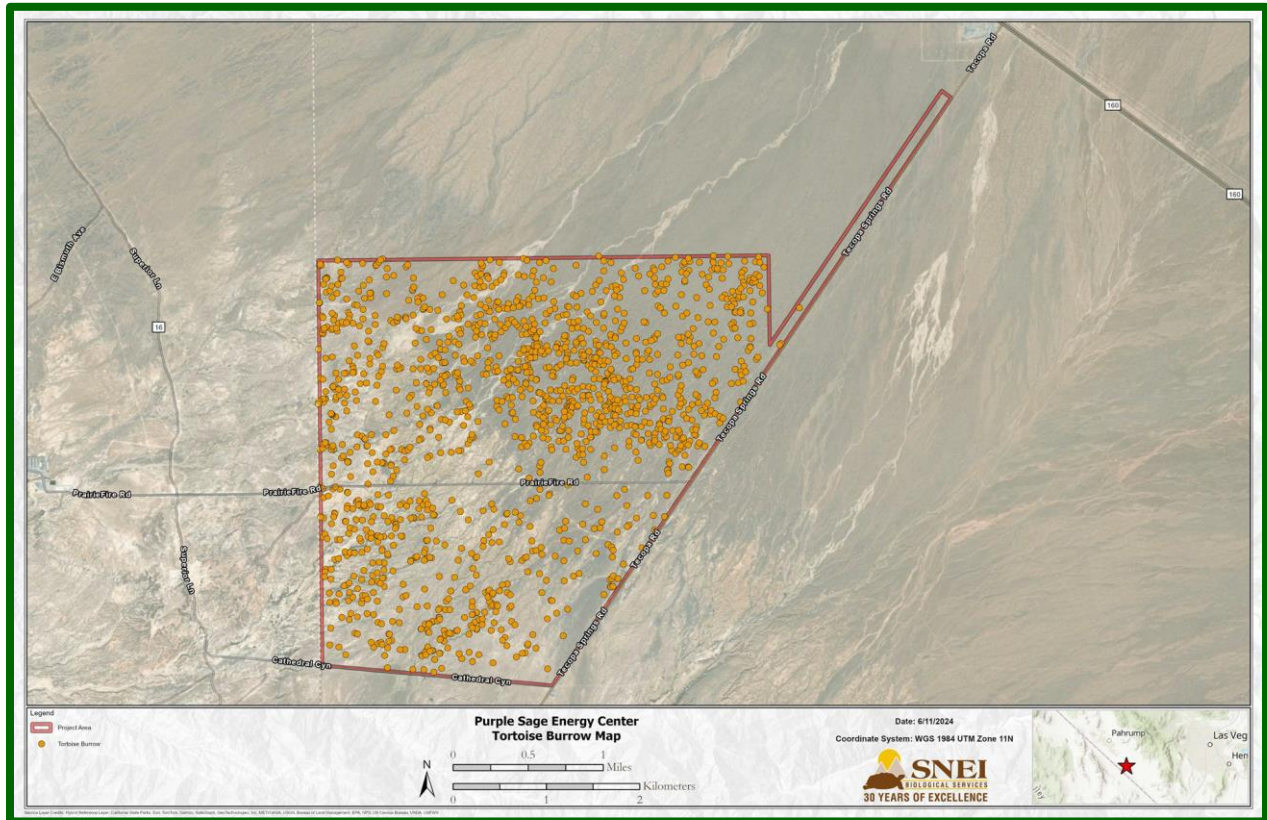 Tecopa Rd
160
160
Tecopa Springs Rd
E Bismuth Ave
Superior Ln
16
Tecopa Springs Rd
PrairieFire Rd
PrairieFire Rd
PrairieFire Rd
Tecopa Rd
Superior Ln
Tecopa Springs Rd
Cathedral Cyn
Cathedral Cyn
Legend
Project Area
Tortoise Burrow
Purple Sage Energy Center
Tortoise Burrow Map
N
0 0.5 1
Miles
Kilometers
0 1 2
Date: 6/11/2024
Coordinate System: WGS 1984 UTM Zone 11N
SNEI
BIOLOGICAL SERVICES
30 YEARS OF EXCELLENCE
Pahrump
Las Veg
Hen
iley